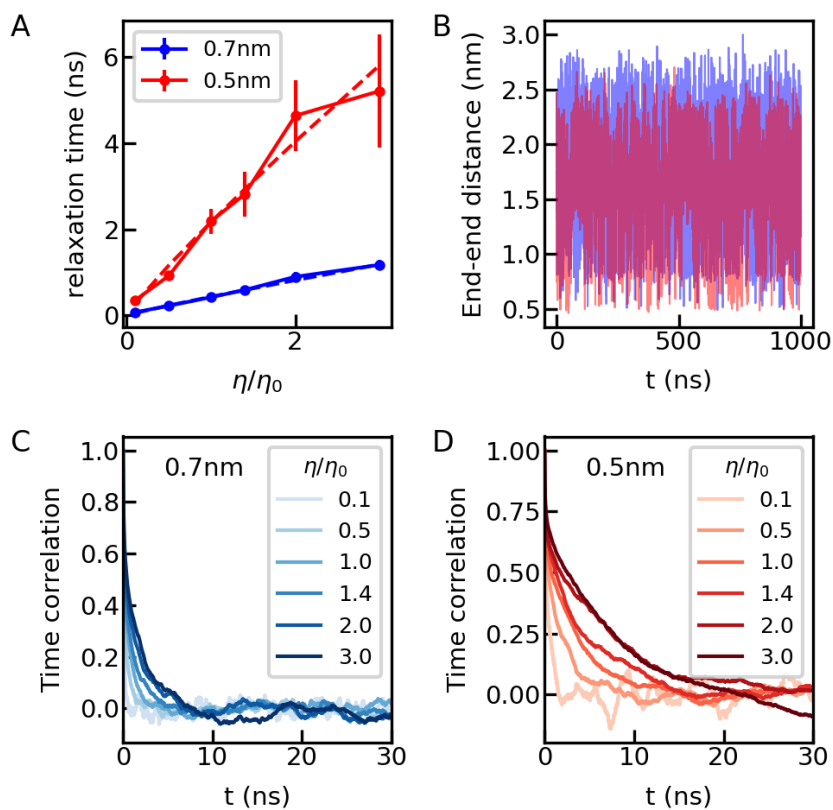 A
relaxation time (ns)
6
4
2
0
0.7nm
0.5nm
0
2
η/η₀
B
End-end distance (nm)
3.0
2.5
2.0
1.5
1.0
0.5
0
500
1000
t (ns)
C
Time correlation
1.0
0.8
0.6
0.4
0.2
0.0
0.7nm
η/η₀
0.1
0.5
1.0
1.4
2.0
3.0
0
10
20
30
t (ns)
D
Time correlation
1.00
0.75
0.50
0.25
0.00
0.5nm
η/η₀
0.1
0.5
1.0
1.4
2.0
3.0
0
10
20
30
t (ns)